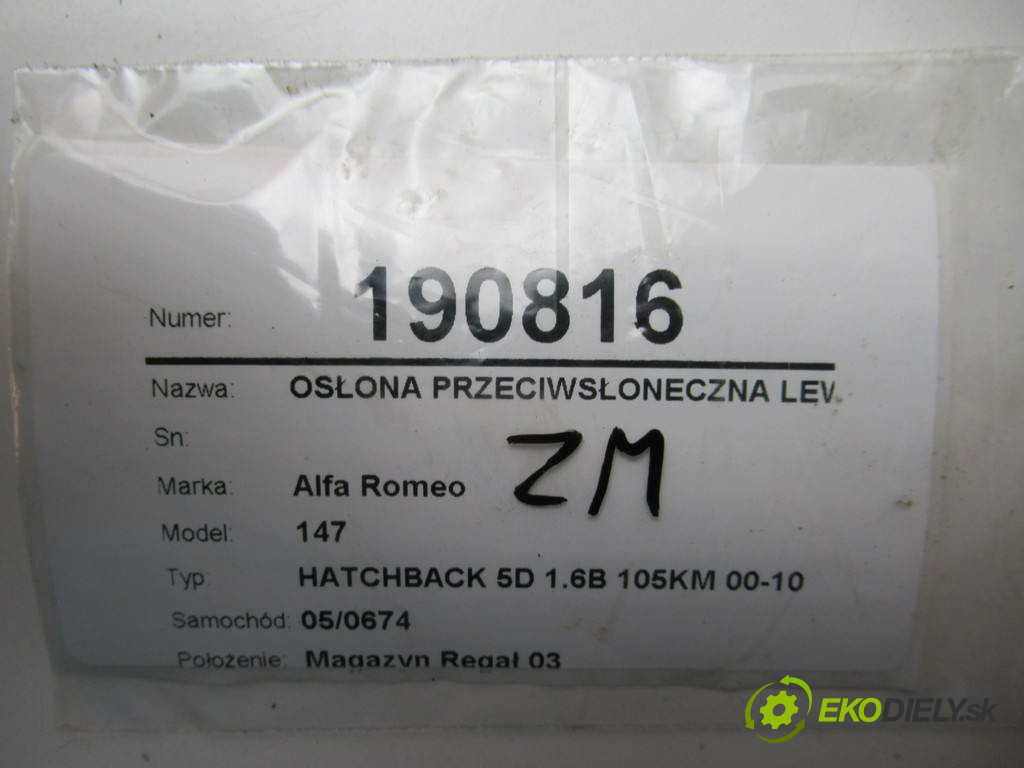 Numer: 190816
Nazwa: OSŁONA PRZECIWSŁONECZNA LEW
Sn:
ZM
Marka: Alfa Romeo
Model: 147
Typ: HATCHBACK 5D 1.6B 105KM 00-10
Samochód: 05/0674
Położenie: Magazyn Regał 03
EKODIELY.sk